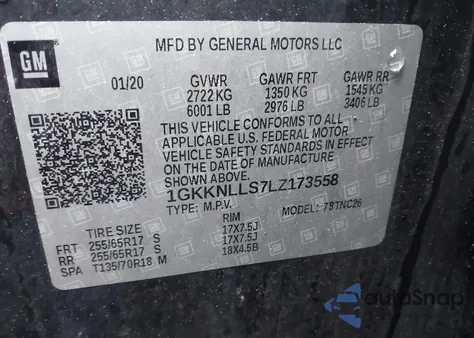 GM
MFD BY GENERAL MOTORS LLC
01/20 GVWR GAWR FRT GAWR RR
2722 KG 1350 KG 1545 KG
6001 LB 2976 LB 3406 LB
THIS VEHICLE CONFORMS TO ALL
APPLICABLE U.S. FEDERAL MOTOR
VEHICLE SAFETY STANDARDS IN EFFECT
ON THE DATE OF MANUFACTURE
SHOWN ABOVE.
1GKKNLLS7LZ173558
TYPE: M.P.V. MODEL: 7STNC26
TIRE SIZE RIM
FRT 255/65R17 S 17X7.5J
RR 255/65R17 S 17X7.5J
SPA T135/70R18 M 18X4.5B
GM
autoSnap